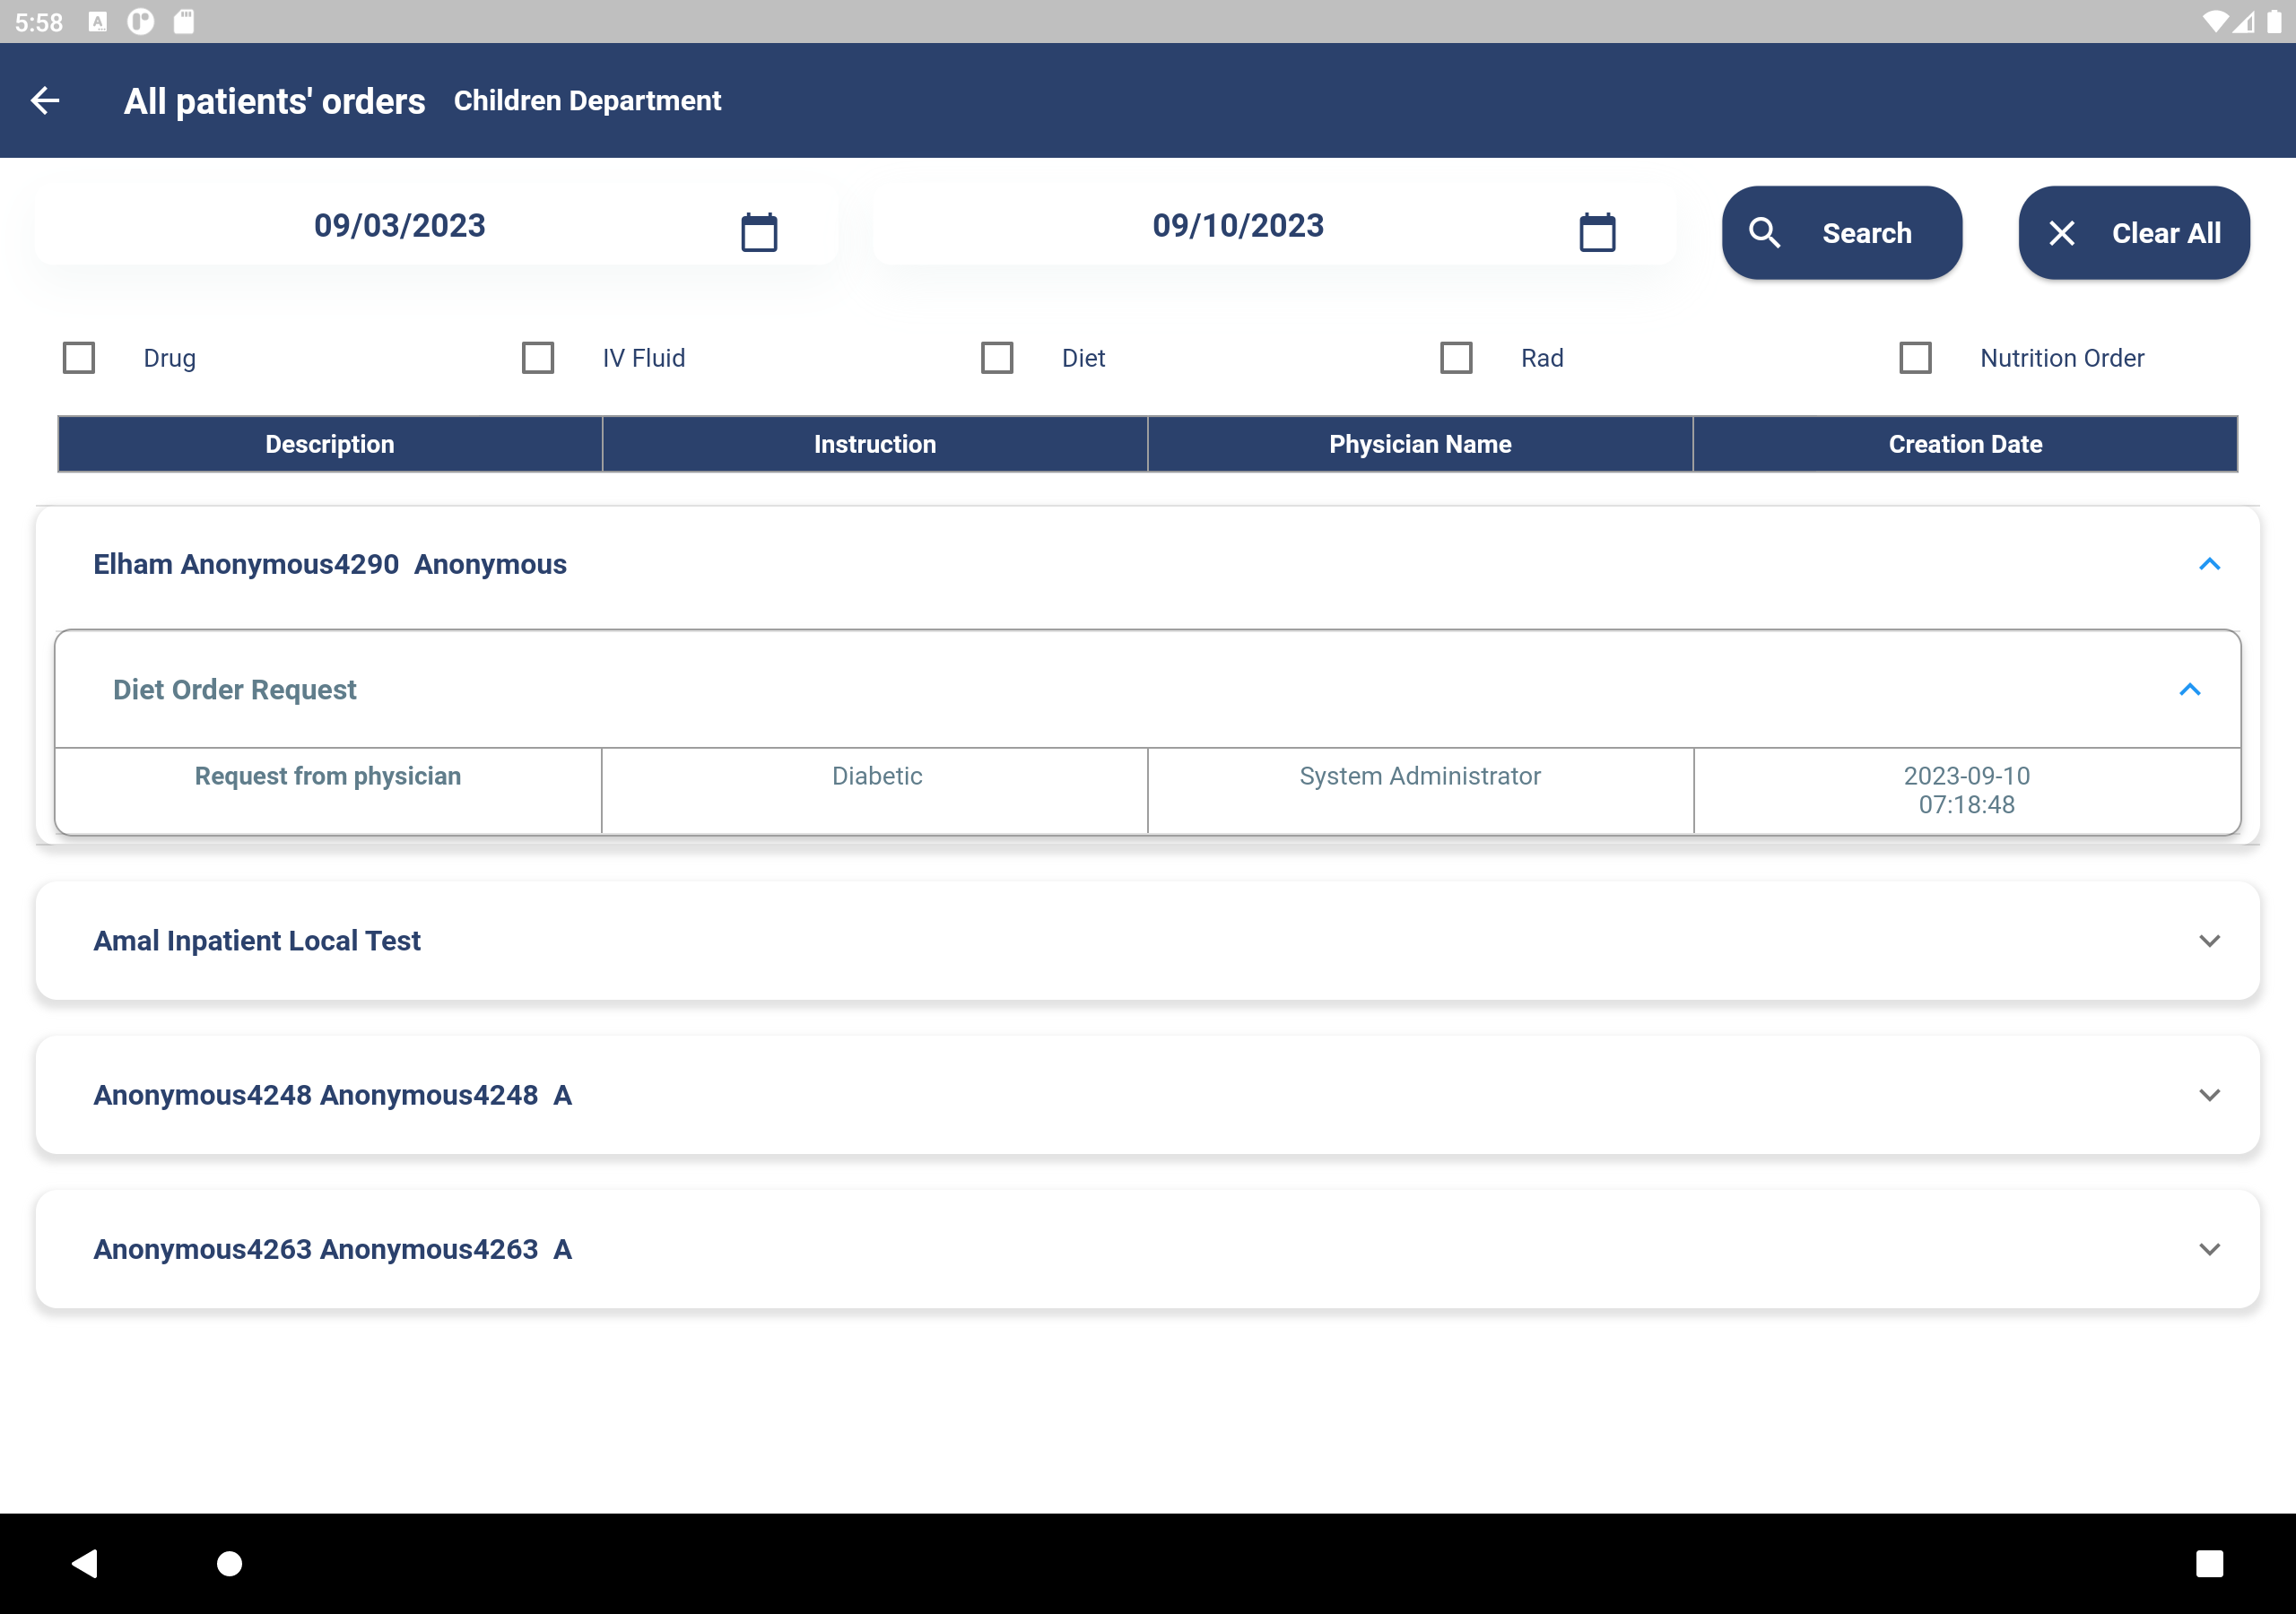 5:58
All patients' orders Children Department
09/03/2023 09/10/2023 Search Clear All
Drug IV Fluid Diet Rad Nutrition Order
Description Instruction Physician Name Creation Date
Elham Anonymous4290 Anonymous
Diet Order Request
Request from physician Diabetic System Administrator 2023-09-10
07:18:48
Amal Inpatient Local Test
Anonymous4248 Anonymous4248 A
Anonymous4263 Anonymous4263 A